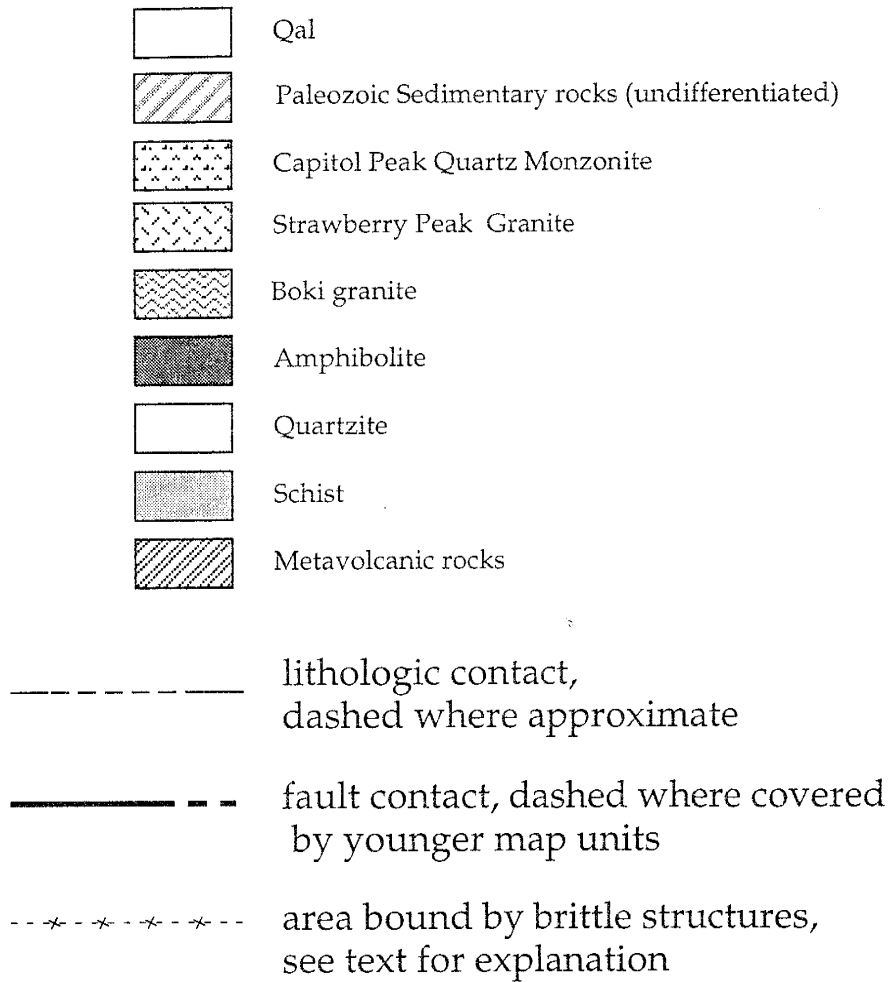 Qal
Paleozoic Sedimentary rocks (undifferentiated)
Capitol Peak Quartz Monzonite
Strawberry Peak Granite
Boki granite
Amphibolite
Quartzite
Schist
Metavolcanic rocks
lithologic contact,
dashed where approximate
fault contact, dashed where covered
by younger map units
area bound by brittle structures,
see text for explanation